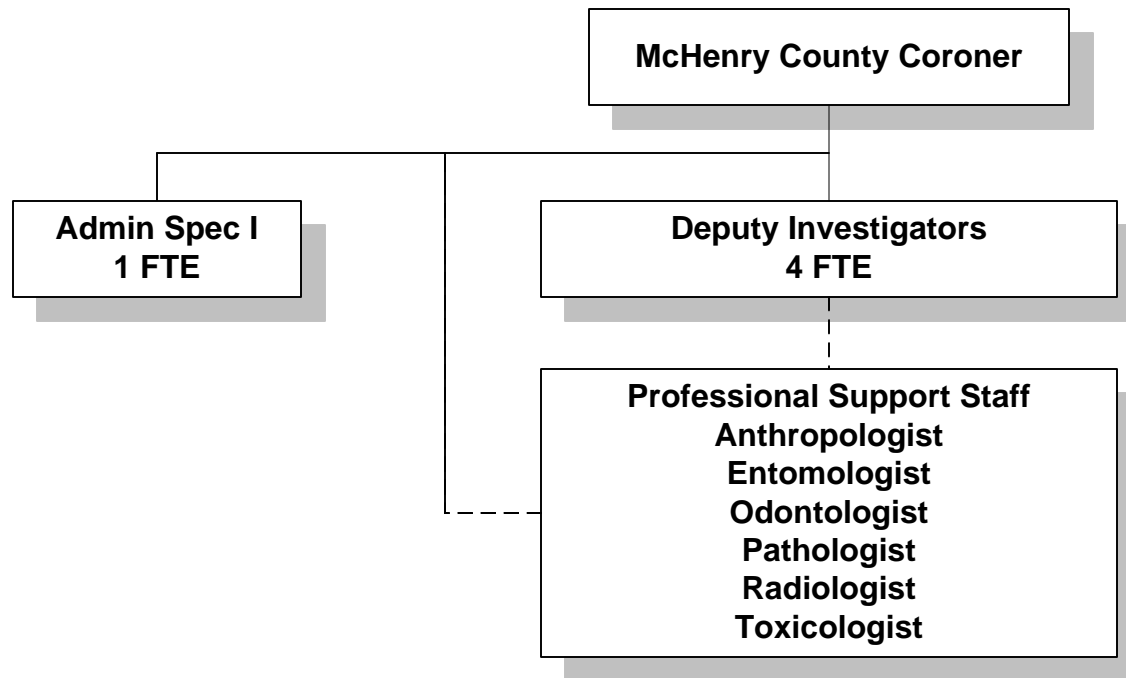 McHenry County Coroner
Admin Spec I
1 FTE
Deputy Investigators
4 FTE
Professional Support Staff
Anthropologist
Entomologist
Odontologist
Pathologist
Radiologist
Toxicologist